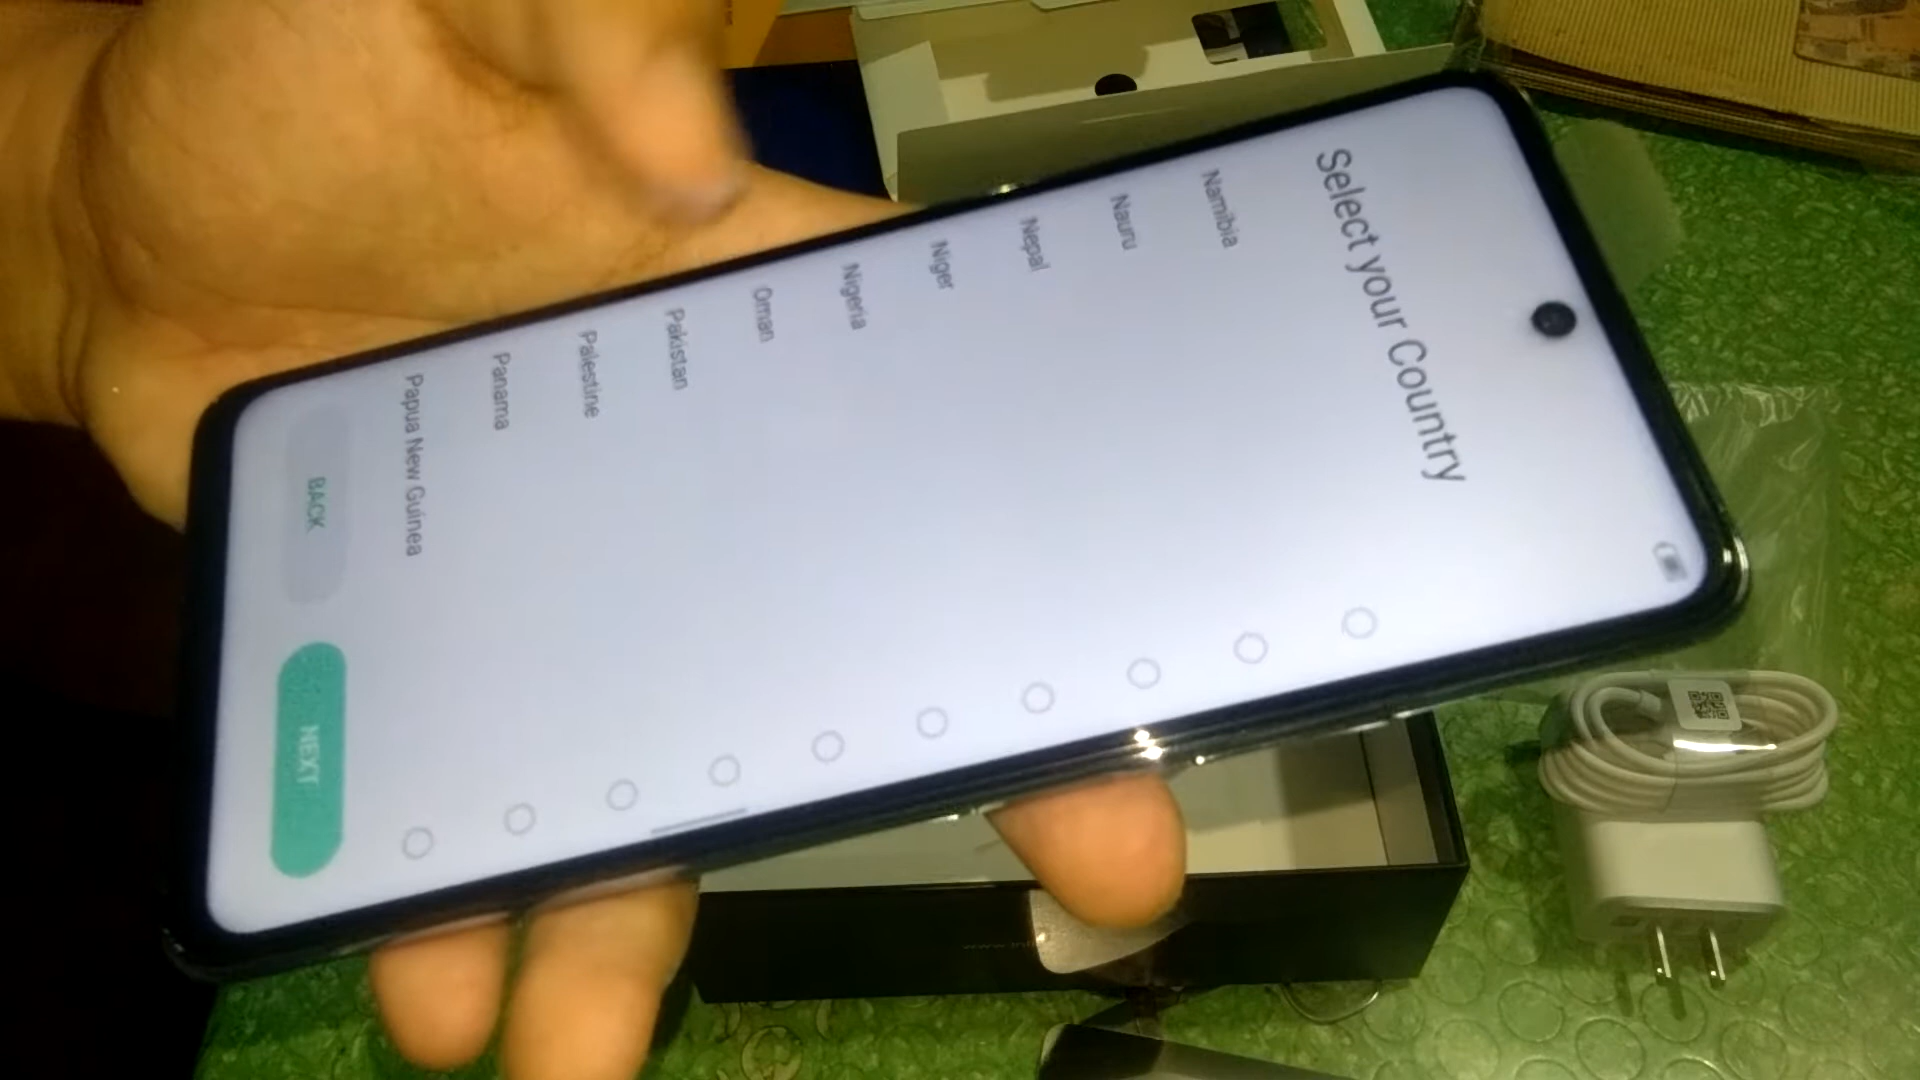 Select your Country
Namibia
Nauru
Nepal
Niger
Nigeria
Oman
Pakistan
Palestine
Panama
Papua New Guinea
BACK
NEXT